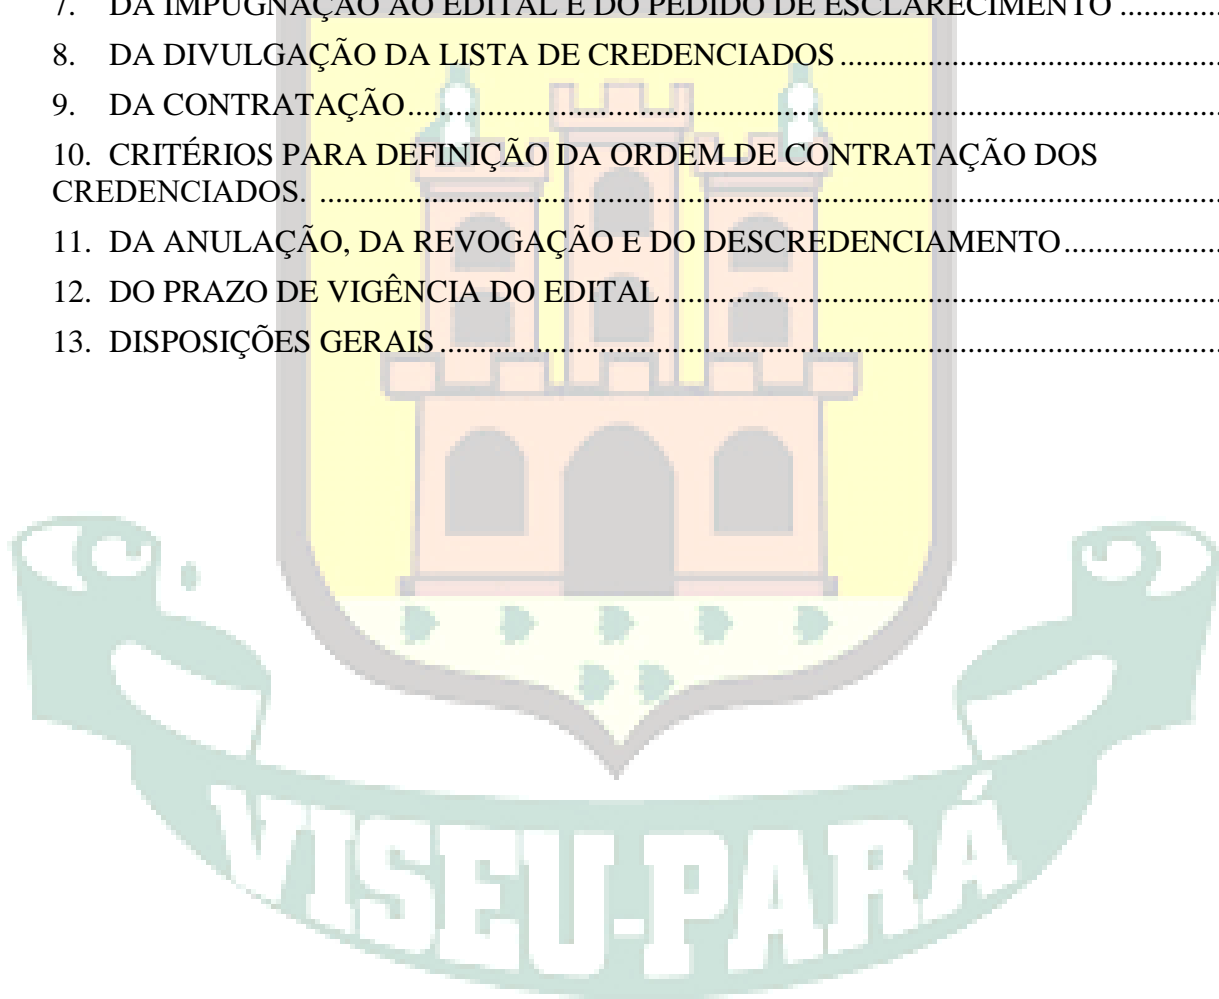 7. DA IMPUGNAÇÃO AO EDITAL E DO PEDIDO DE ESCLARECIMENTO ............
8. DA DIVULGAÇÃO DA LISTA DE CREDENCIADOS ............
9. DA CONTRATAÇÃO ............
10. CRITÉRIOS PARA DEFINIÇÃO DA ORDEM DE CONTRATAÇÃO DOS
CREDENCIADOS. ............
11. DA ANULAÇÃO, DA REVOGAÇÃO E DO DESCREDENCIAMENTO ............
12. DO PRAZO DE VIGÊNCIA DO EDITAL ............
13. DISPOSIÇÕES GERAIS ............
VISEU-PARÁ